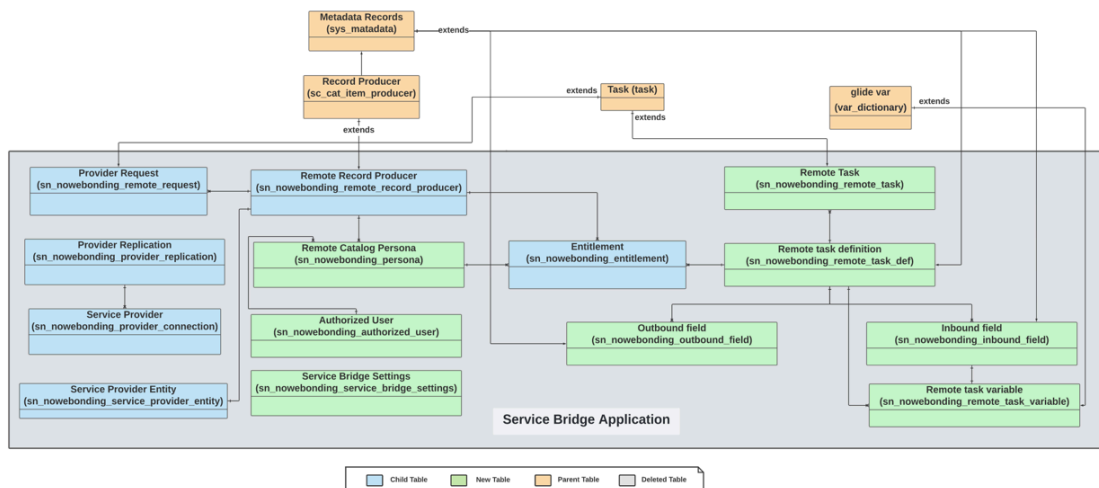 Metadata Records
(sys_matadata)
extends
Record Producer
(sc_cat_item_producer)
extends
Task (task)
extends
glide var
(var_dictionary)
extends
extends
Provider Request
(sn_nowebonding_remote_request)
Remote Record Producer
(sn_nowebonding_remote_record_producer)
Remote Task
(sn_nowebonding_remote_task)
Provider Replication
(sn_nowebonding_provider_replication)
Remote Catalog Persona
(sn_nowebonding_persona)
Entitlement
(sn_nowebonding_entitlement)
Remote task definition
(sn_nowebonding_remote_task_def)
Service Provider
(sn_nowebonding_provider_connection)
Authorized User
(sn_nowebonding_authorized_user)
Outbound field
(sn_nowebonding_outbound_field)
Inbound field
(sn_nowebonding_inbound_field)
Service Provider Entity
(sn_nowebonding_service_provider_entity)
Service Bridge Settings
(sn_nowebonding_service_bridge_settings)
Remote task variable
(sn_nowebonding_remote_task_variable)
Service Bridge Application
Child Table
New Table
Parent Table
Deleted Table